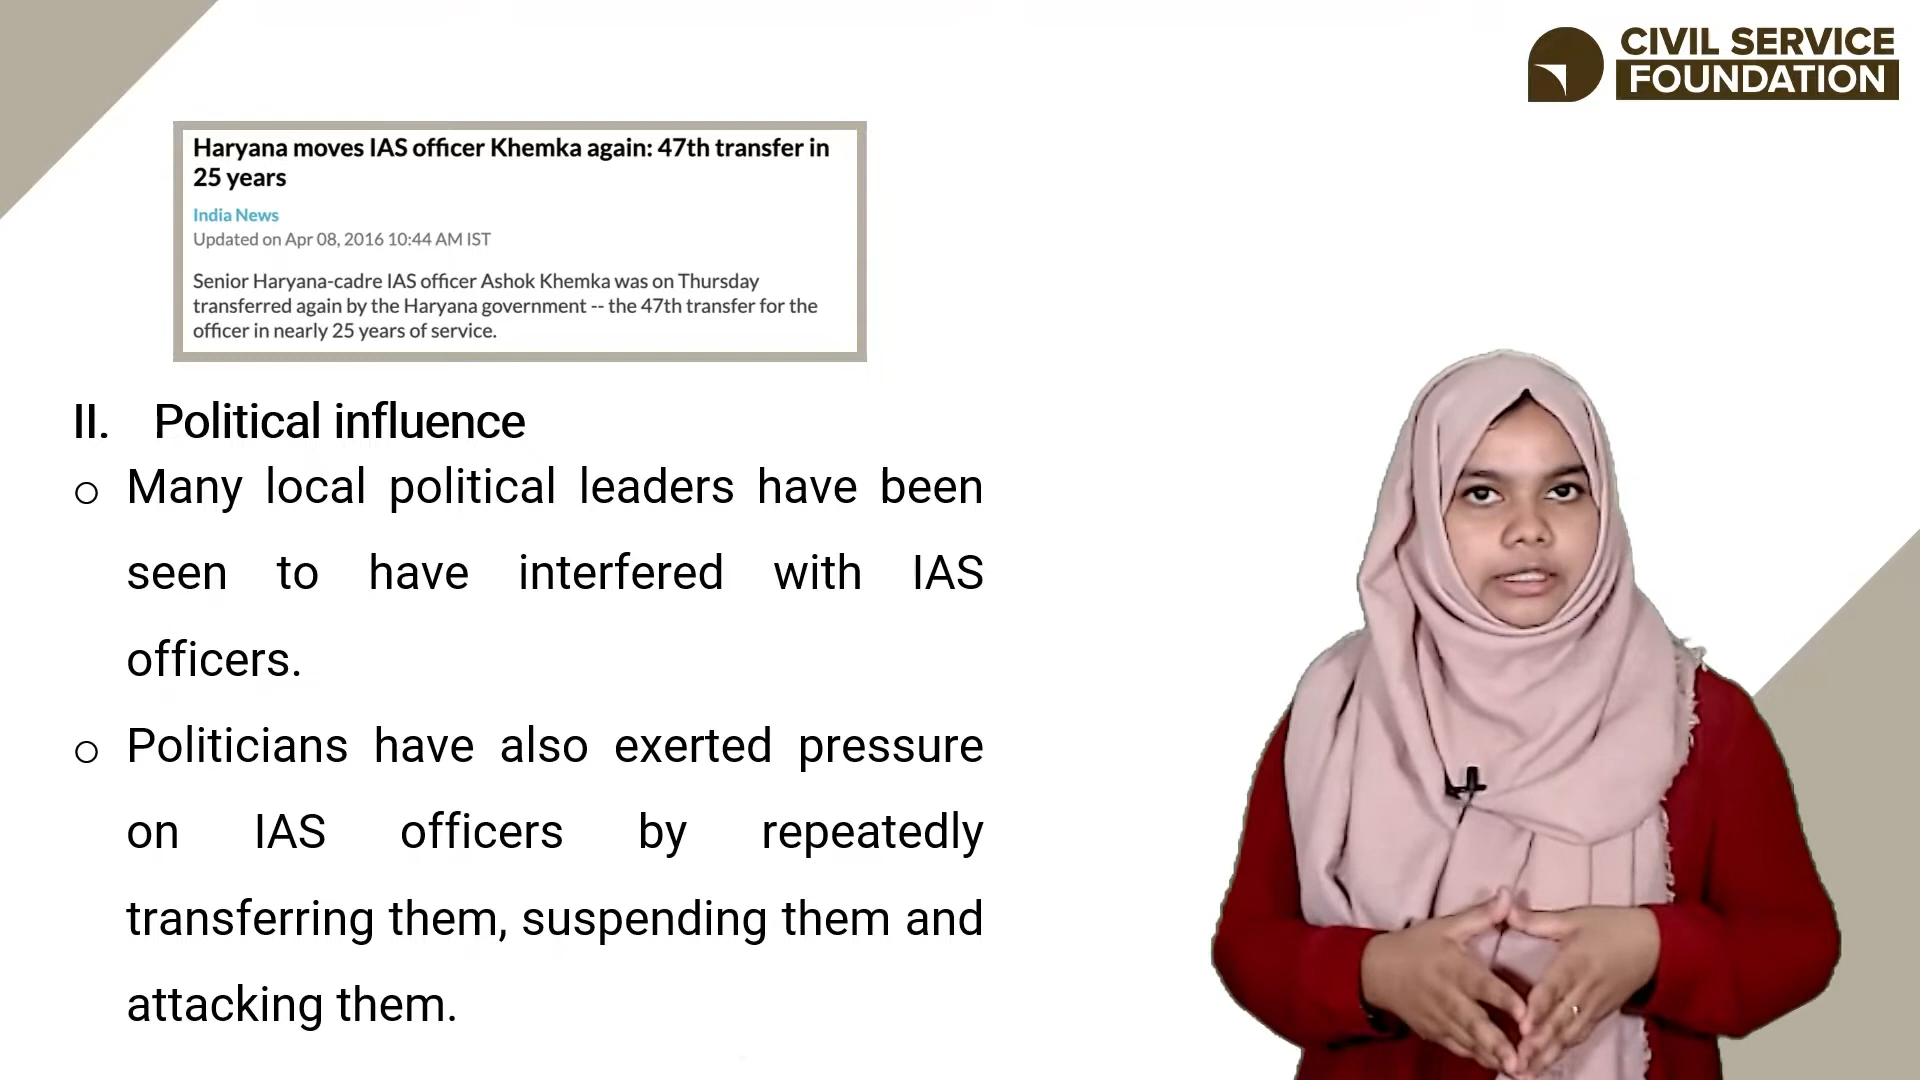 CIVIL SERVICE
FOUNDATION
Haryana moves IAS officer Khemka again: 47th transfer in
25 years
India News
Updated on Apr 08, 2016 10:44 AM IST
Senior Haryana-cadre IAS officer Ashok Khemka was on Thursday
transferred again by the Haryana government -- the 47th transfer for the
officer in nearly 25 years of service.
II. Political influence
o Many local political leaders have been
seen to have interfered with IAS
officers.
o Politicians have also exerted pressure
on IAS officers by repeatedly
transferring them, suspending them and
attacking them.